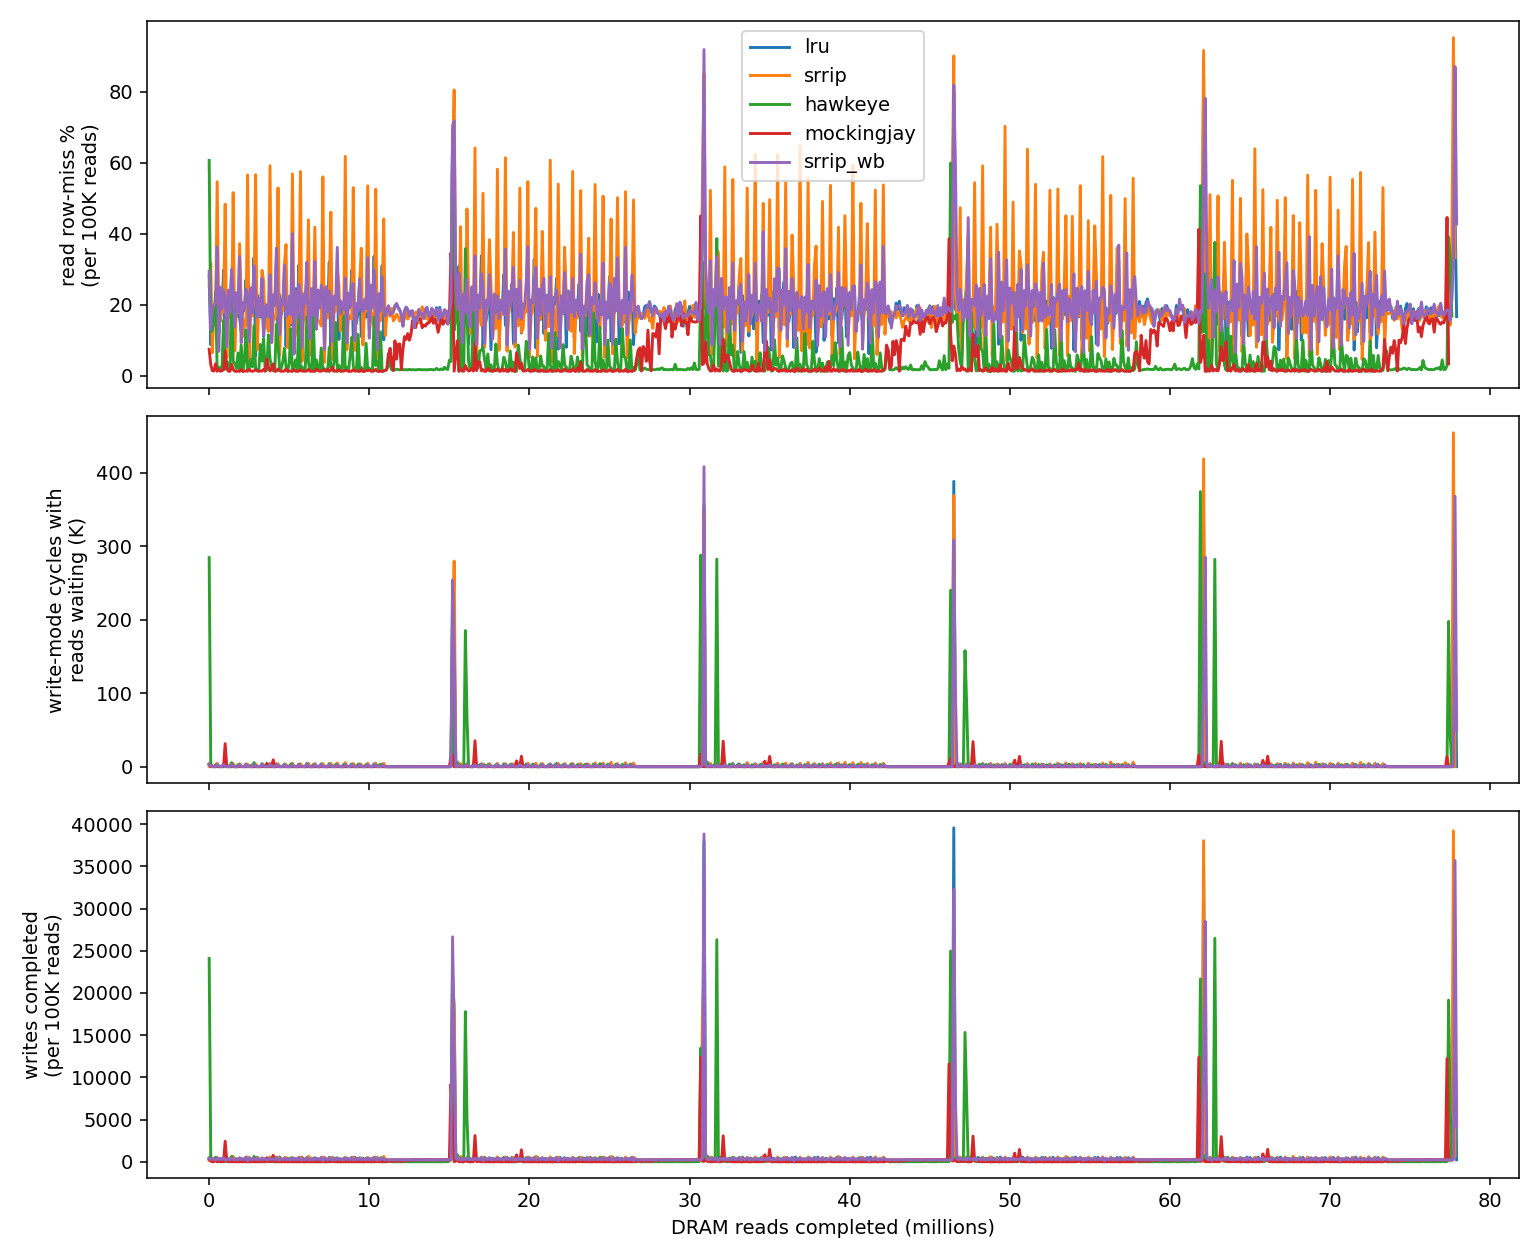 read row-miss %
(per 100K reads)
80
60
40
20
0
lru
srrip
hawkeye
mockingjay
srrip_wb
write-mode cycles with
reads waiting (K)
400
300
200
100
0
writes completed
(per 100K reads)
40000
35000
30000
25000
20000
15000
10000
5000
0
0 10 20 30 40 50 60 70 80
DRAM reads completed (millions)